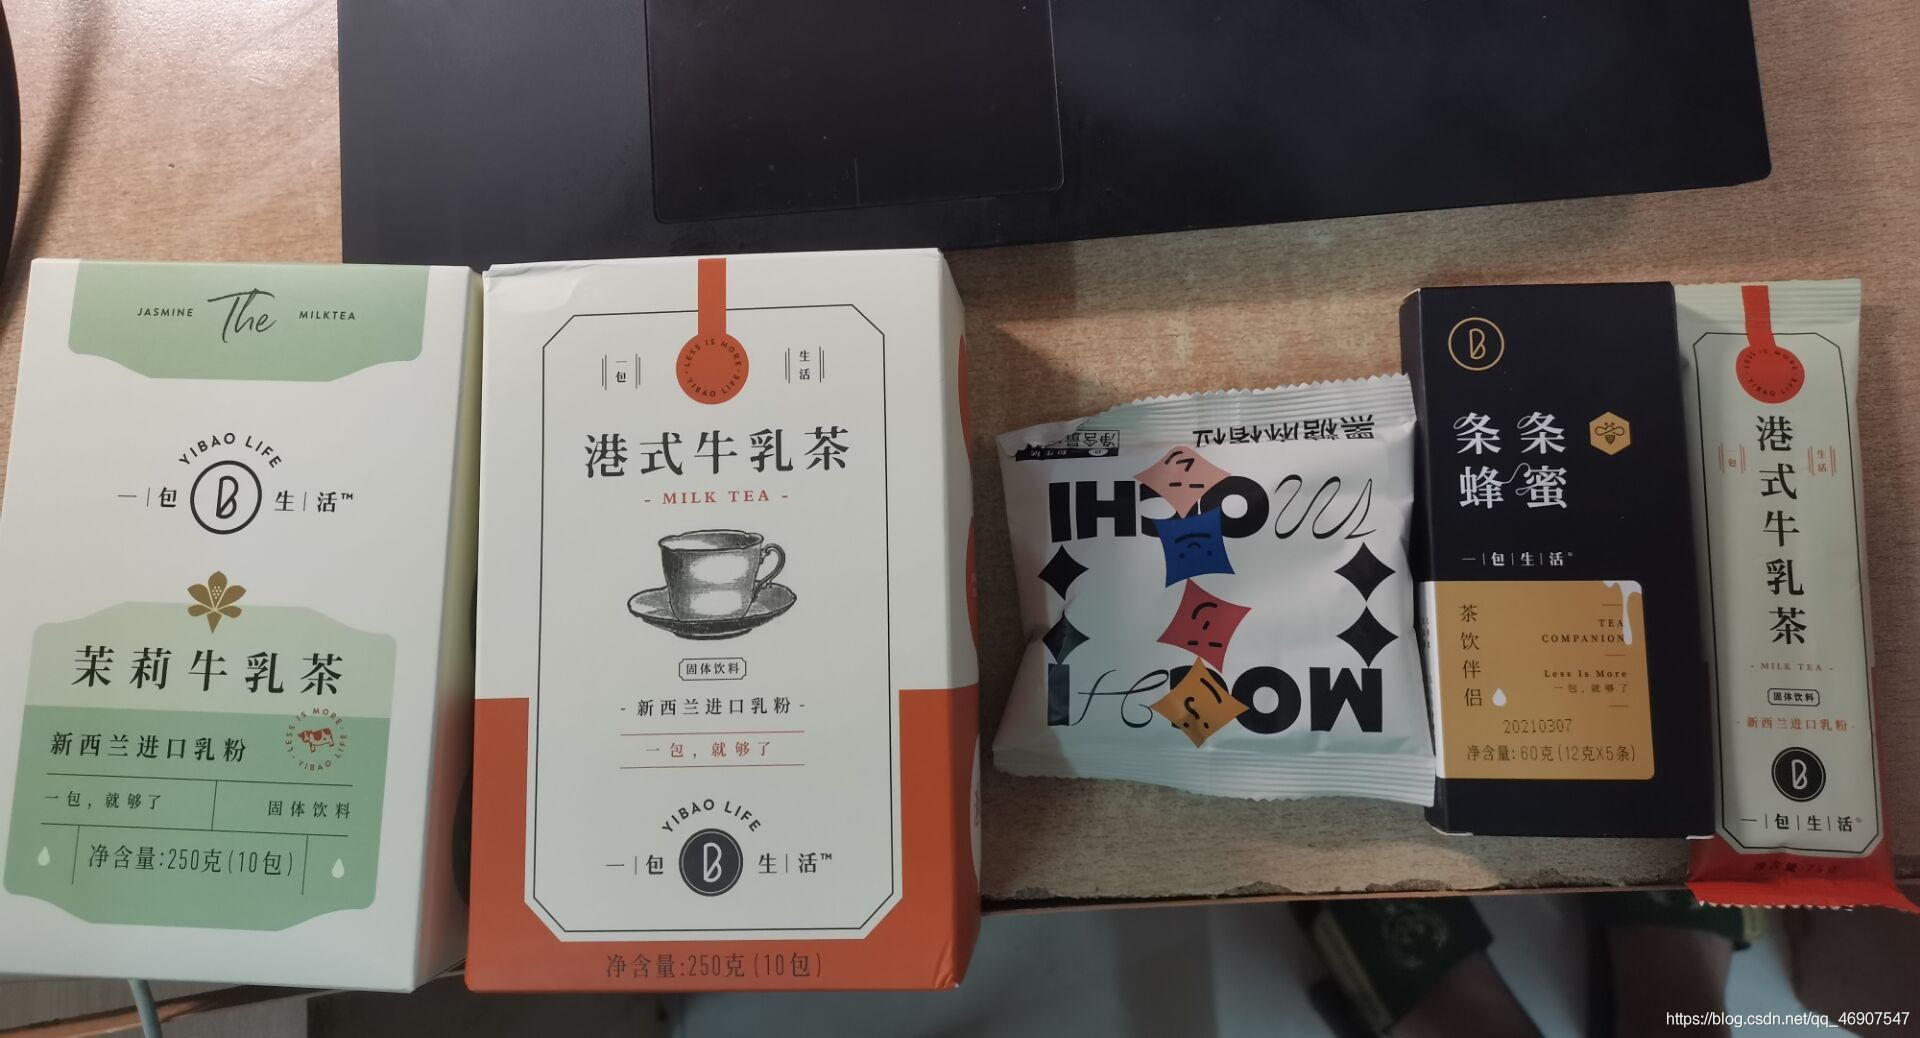 JASMINE The MILKTEA
YIBAO LIFE
一包 B 生活™
茉莉牛乳茶
新西兰进口乳粉
LESS IS MORE
YIBAO LIFE
一包，就够了
固体饮料
净含量:250克(10包)
一包
LESS IS MORE
YIBAO LIFE
生活
港式牛乳茶
- MILK TEA -
固体饮料
- 新西兰进口乳粉 -
一包，就够了
YIBAO LIFE
一包 B 生活™
净含量:250克(10包)
净含量
MOCHI
MOCHI
B
条条
蜂蜜
一包生活
茶饮伴侣
TEA
COMPANION
Less Is More
一包, 就够了
20210307
净含量: 60克(12克X5条)
LESS IS MORE
YIBAO LIFE
一包
生活
港式牛乳茶
- MILK TEA -
固体饮料
- 新西兰进口乳粉 -
B
一包生活
https://blog.csdn.net/qq_46907547